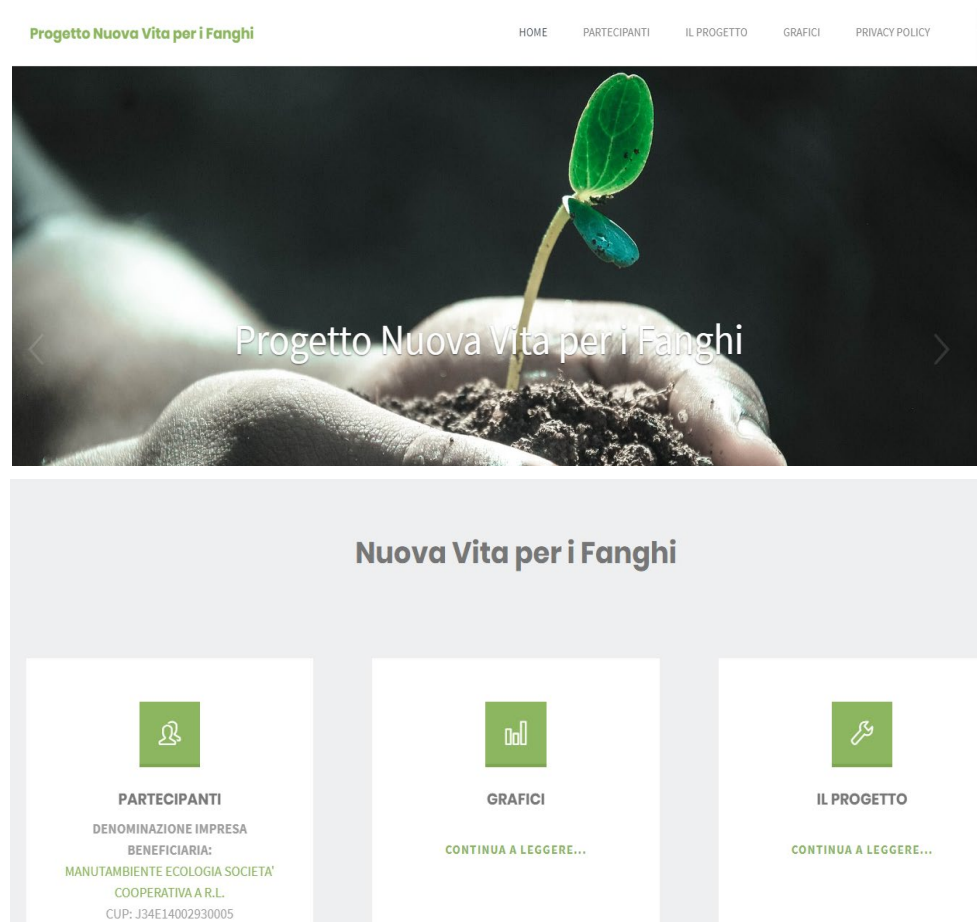 Progetto Nuova Vita per i Fanghi
HOME PARTECIPANTI IL PROGETTO GRAFICI PRIVACY POLICY
Progetto Nuova Vita per i Fanghi
Nuova Vita per i Fanghi
PARTECIPANTI
DENOMINAZIONE IMPRESA
BENEFICIARIA:
MANUTAMBIENTE ECOLOGIA SOCIETA'
COOPERATIVA A R.L.
CUP: J34E14002930005
GRAFICI
CONTINUA A LEGGERE...
IL PROGETTO
CONTINUA A LEGGERE...